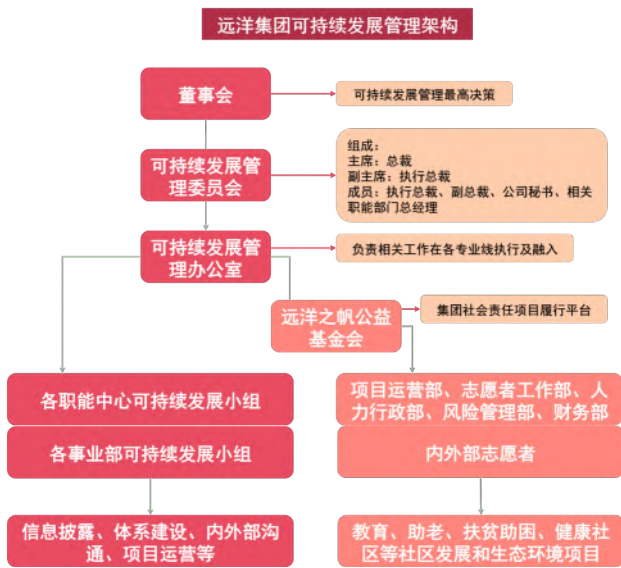 远洋集团可持续发展管理架构
董事会
可持续发展管理最高决策
可持续发展管
理委员会
组成：
主席：总裁
副主席：执行总裁
成员：执行总裁、副总裁、公司秘书、相关
职能部门总经理
可持续发展管
理办公室
负责相关工作在各专业线执行及融入
远洋之帆公益
基金会
集团社会责任项目履行平台
各职能中心可持续发展小组
各事业部可持续发展小组
信息披露、体系建设、内外部沟
通、项目运营等
项目运营部、志愿者工作部、人
力行政部、风险管理部、财务部
内外部志愿者
教育、助老、扶贫助困、健康社
区等社区发展和生态环境项目